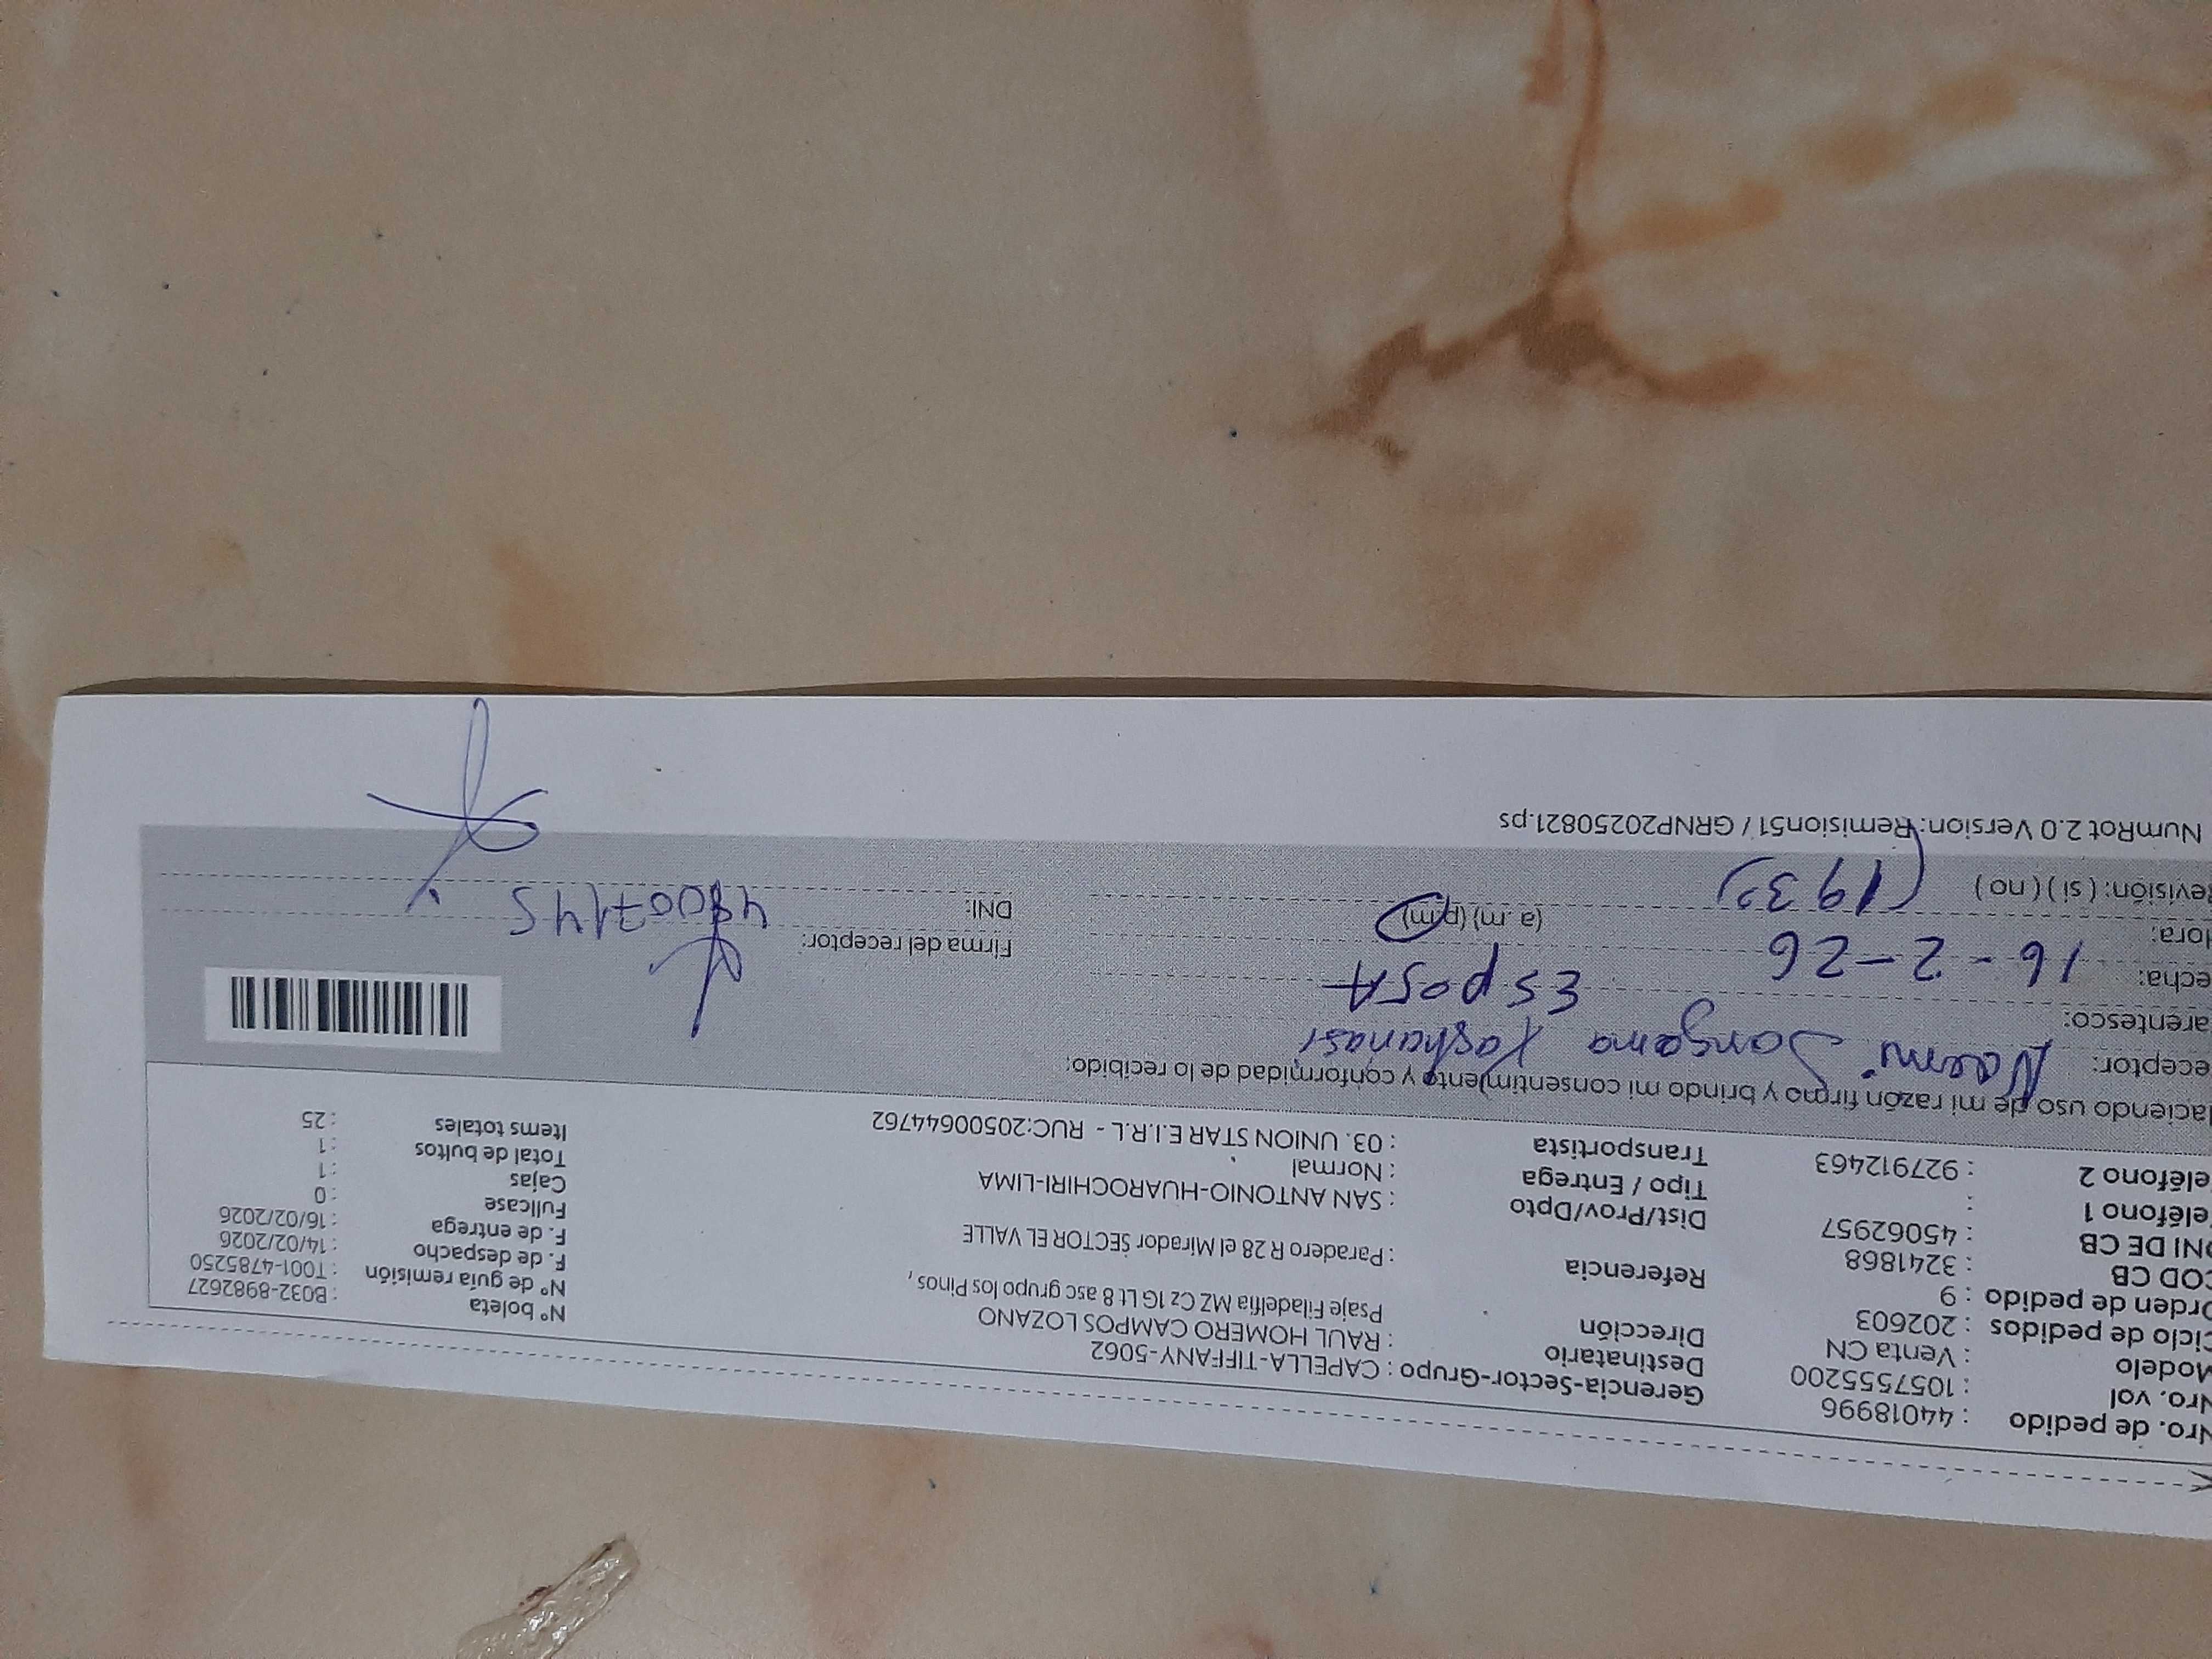 Nro. de pedido : 44018996
Nro. vol : 1057555200
Modelo : Venta CN
Ciclo de pedidos : 202603
Orden de pedido : 9
COD CB : 3241868
DNI DE CB : 45062957
Teléfono 1 :
Teléfono 2 : 927912463
Gerencia-Sector-Grupo : CAPELLA-TIFFANY-5062
Destinatario : RAUL HOMERO CAMPOS LOZANO
Dirección Psaje Filadelfia MZ Cz 1G Lt 8 asc grupo los Pinos ,
Referencia : Paradero R 28 el Mirador SECTOR EL VALLE
Dist/Prov/Dpto : SAN ANTONIO-HUAROCHIRI-LIMA
Tipo / Entrega : Normal
Transportista : 03. UNION STAR E.I.R.L - RUC:20500644762
N° boleta : B032-8982627
N° de guía remisión : T001-4785250
F. de despacho : 14/02/2026
F. de entrega : 16/02/2026
Fullcase : 0
Cajas : 1
Total de bultos : 1
Items totales : 25
Haciendo uso de mi razón firmo y brindo mi consentimiento y conformidad de lo recibido:
eceptor: Sangama
arentesco: EsposA
echa: 16-2-26
Hora: (a.m) (p.m)
Revisión: ( si ) ( no )
Firma del receptor:
DNI:
NumRot 2.0 Version: Remision51 / GRNP20250821.ps